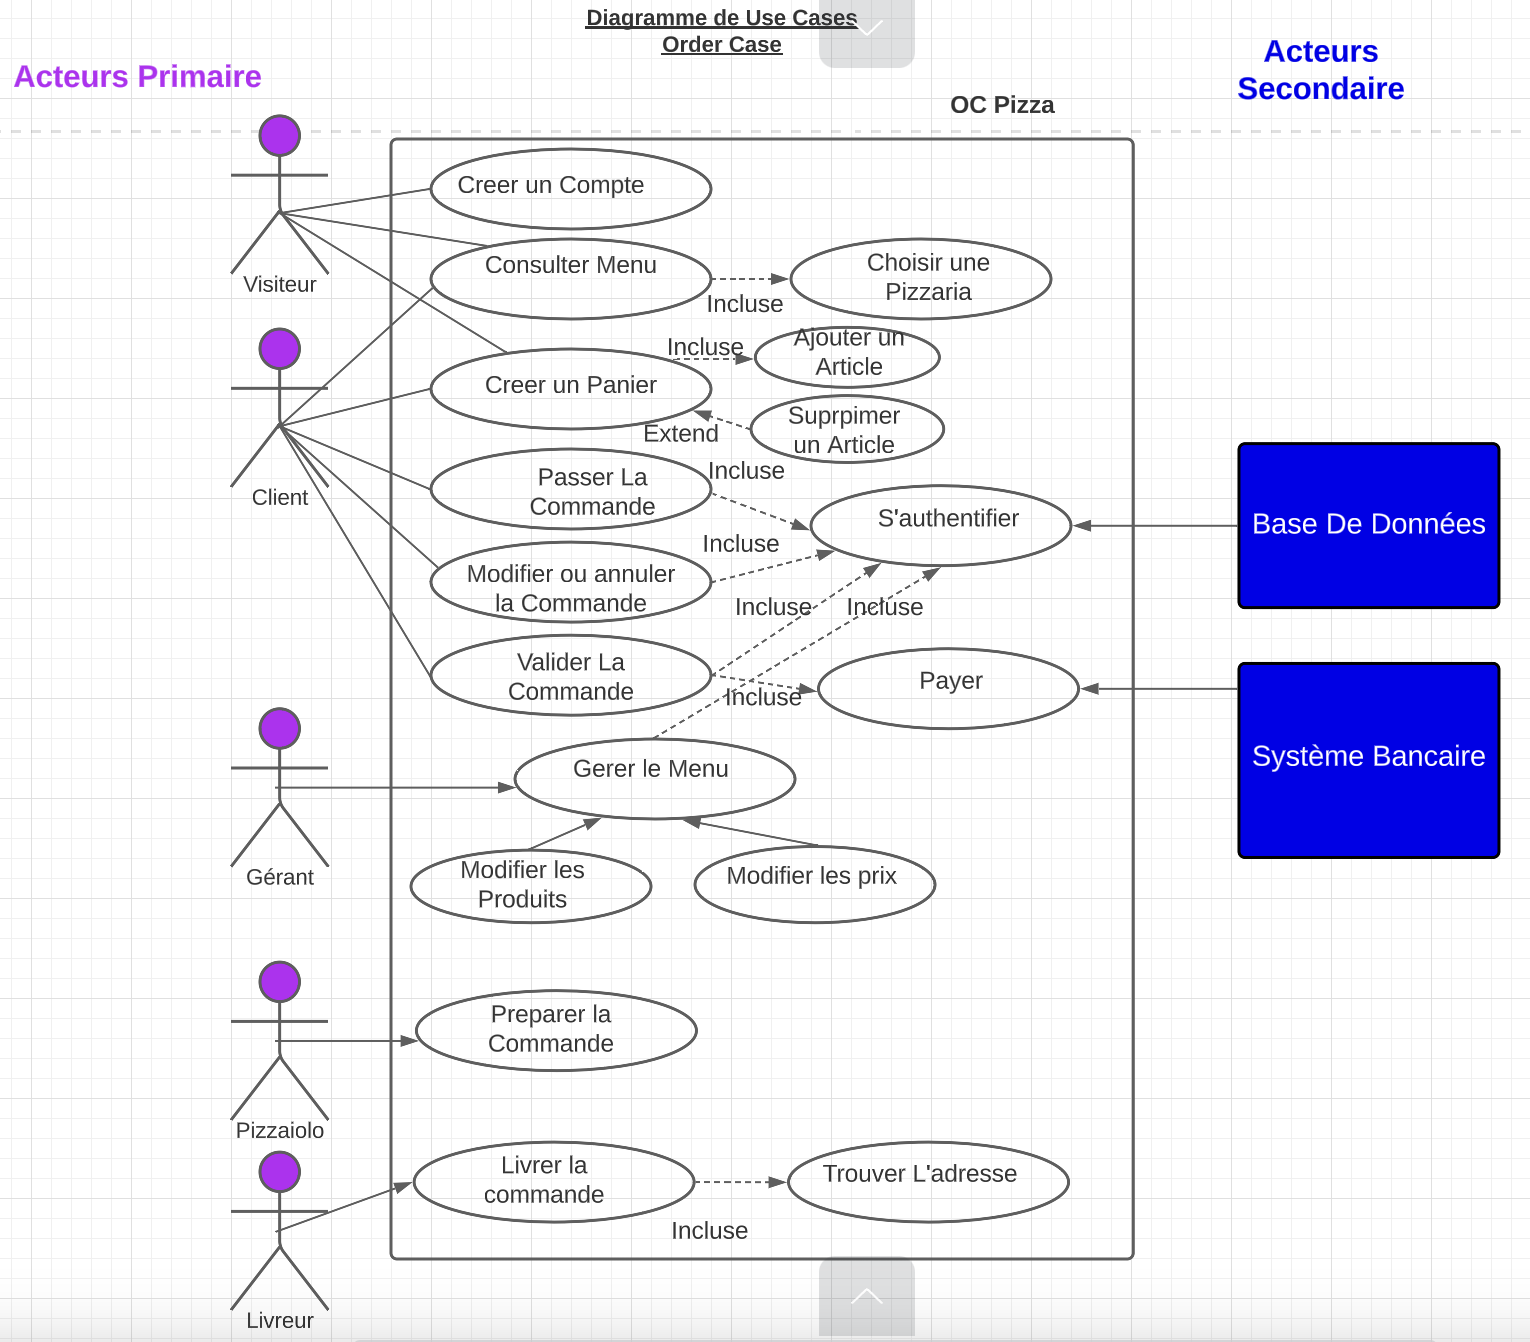 Diagramme de Use Cases
Order Case
Acteurs Primaire
Acteurs
Secondaire
OC Pizza
Visiteur
Creer un Compte
Consulter Menu
Incluse
Choisir une
Pizzaria
Client
Creer un Panier
Incluse
Ajouter un
Article
Extend
Suprpimer
un Article
Passer La
Commande
Incluse
S'authentifier
Base De Données
Modifier ou annuler
la Commande
Incluse
Incluse
Incluse
Valider La
Commande
Incluse
Payer
Système Bancaire
Gérant
Gerer le Menu
Modifier les
Produits
Modifier les prix
Pizzaiolo
Preparer la
Commande
Livreur
Livrer la
commande
Incluse
Trouver L'adresse